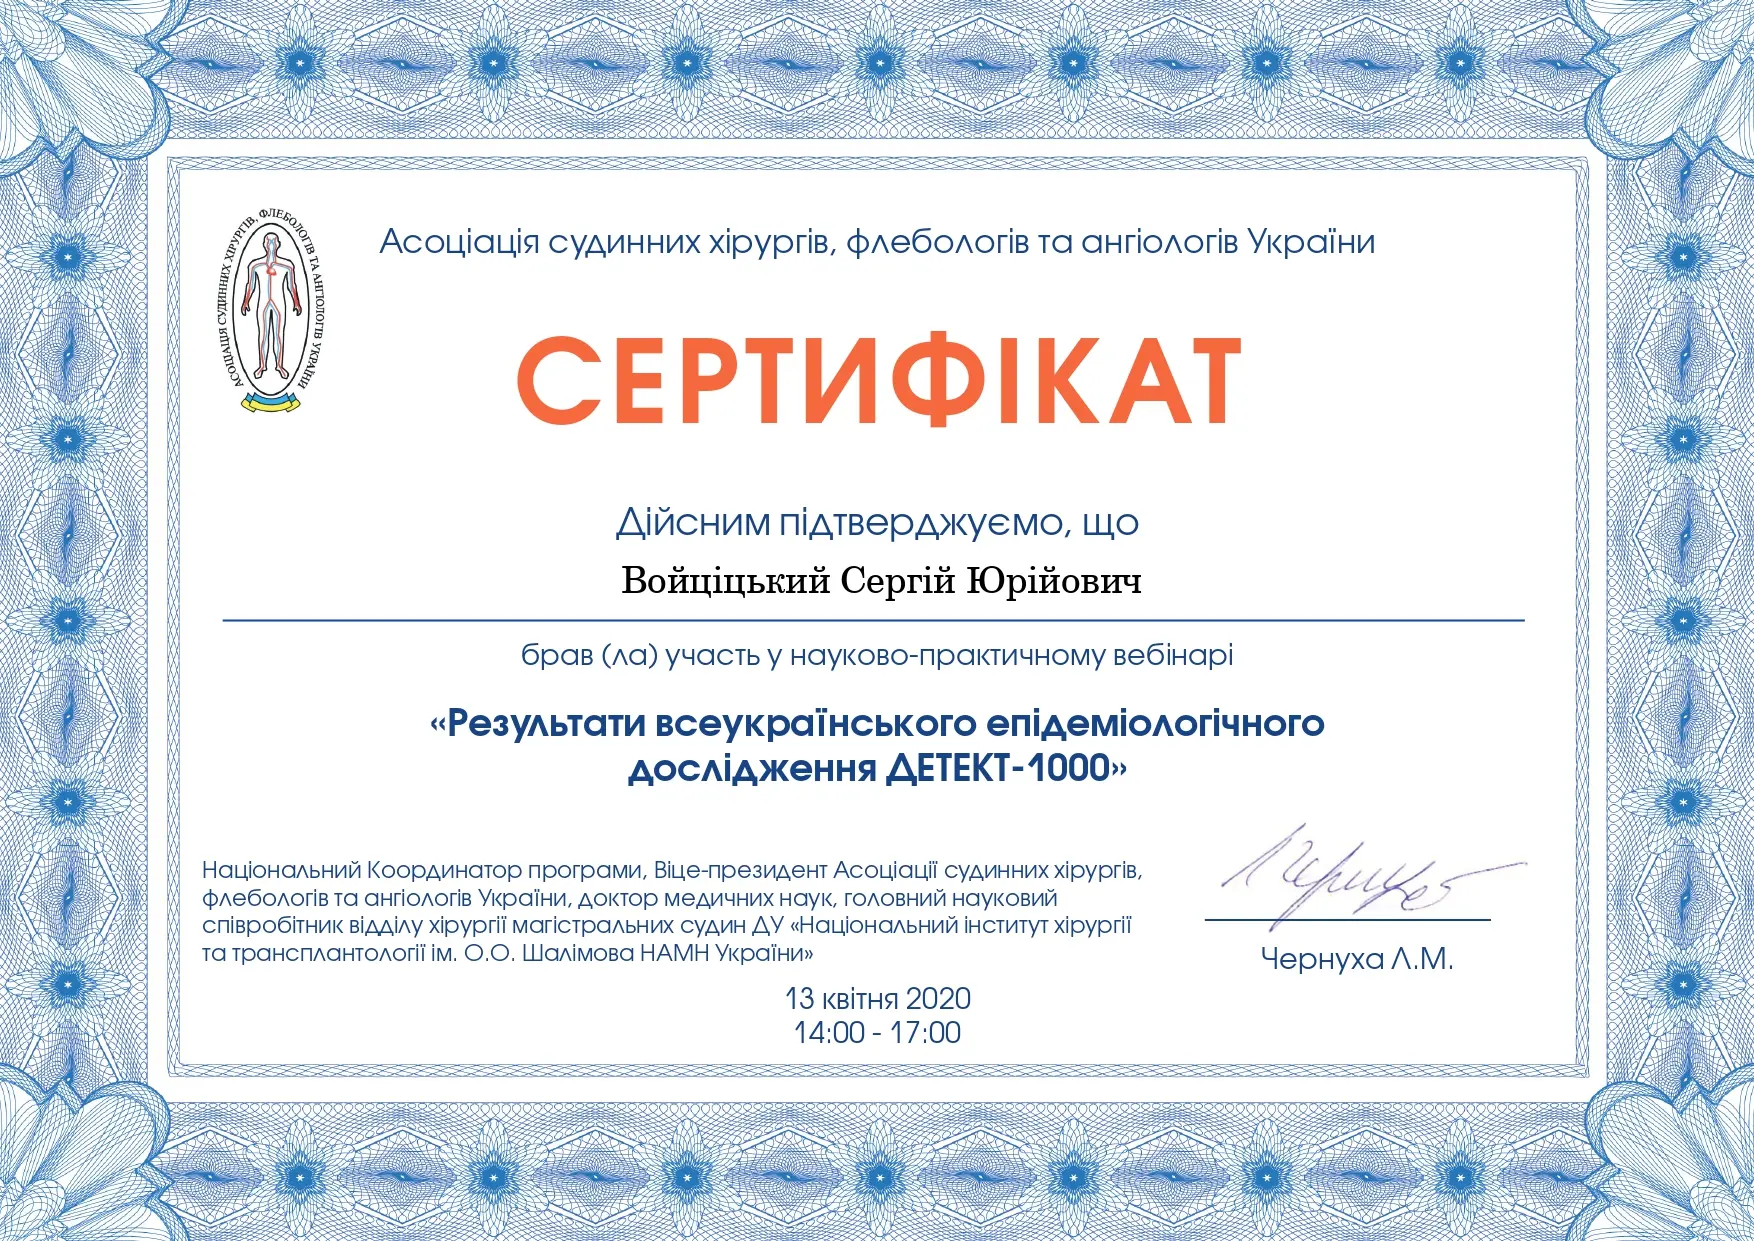 АСОЦІАЦІЯ СУДИННИХ ХІРУРГІВ, ФЛЕБОЛОГІВ ТА АНГІОЛОГІВ УКРАЇНИ
Асоціація судинних хірургів, флебологів та ангіологів України
СЕРТИФІКАТ
Дійсним підтверджуємо, що
Войціцький Сергій Юрійович
брав (ла) участь у науково-практичному вебінарі
«Результати всеукраїнського епідеміологічного
дослідження ДЕТЕКТ-1000»
Національний Координатор програми, Віце-президент Асоціації судинних хірургів,
флебологів та ангіологів України, доктор медичних наук, головний науковий
співробітник відділу хірургії магістральних судин ДУ «Національний інститут хірургії
та трансплантології ім. О.О. Шалімова НАМН України»
Чернуха Л.М.
13 квітня 2020
14:00 - 17:00